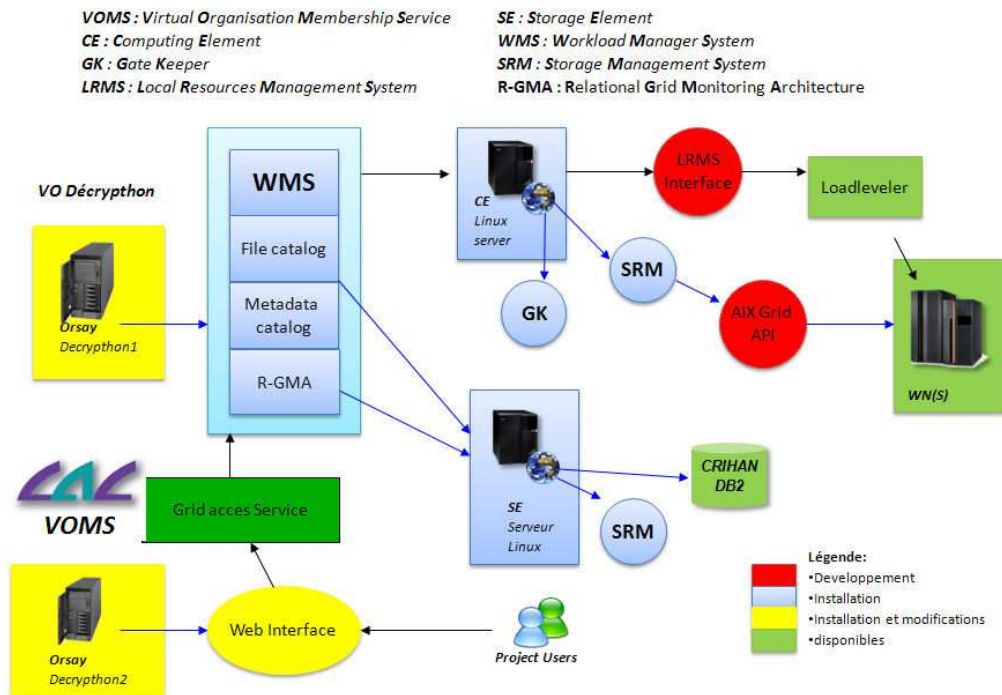 VOMS : Virtual Organisation Membership Service
CE : Computing Element
GK : Gate Keeper
LRMS : Local Resources Management System
SE : Storage Element
WMS : Workload Manager System
SRM : Storage Management System
R-GMA : Relational Grid Monitoring Architecture
VO Décrypthon
Orsay
Decrypthon1
WMS
File catalog
Metadata
catalog
R-GMA
CE
Linux
server
LRMS
Interface
Loadleveler
GK
SRM
AIX Grid
API
WN(S)
CAC
VOMS
Grid acces Service
SE
Serveur
Linux
SRM
CRIHAN
DB2
Orsay
Decrypthon2
Web Interface
Project Users
Légende:
•Developpement
•Installation
•Installation et modifications
•disponibles